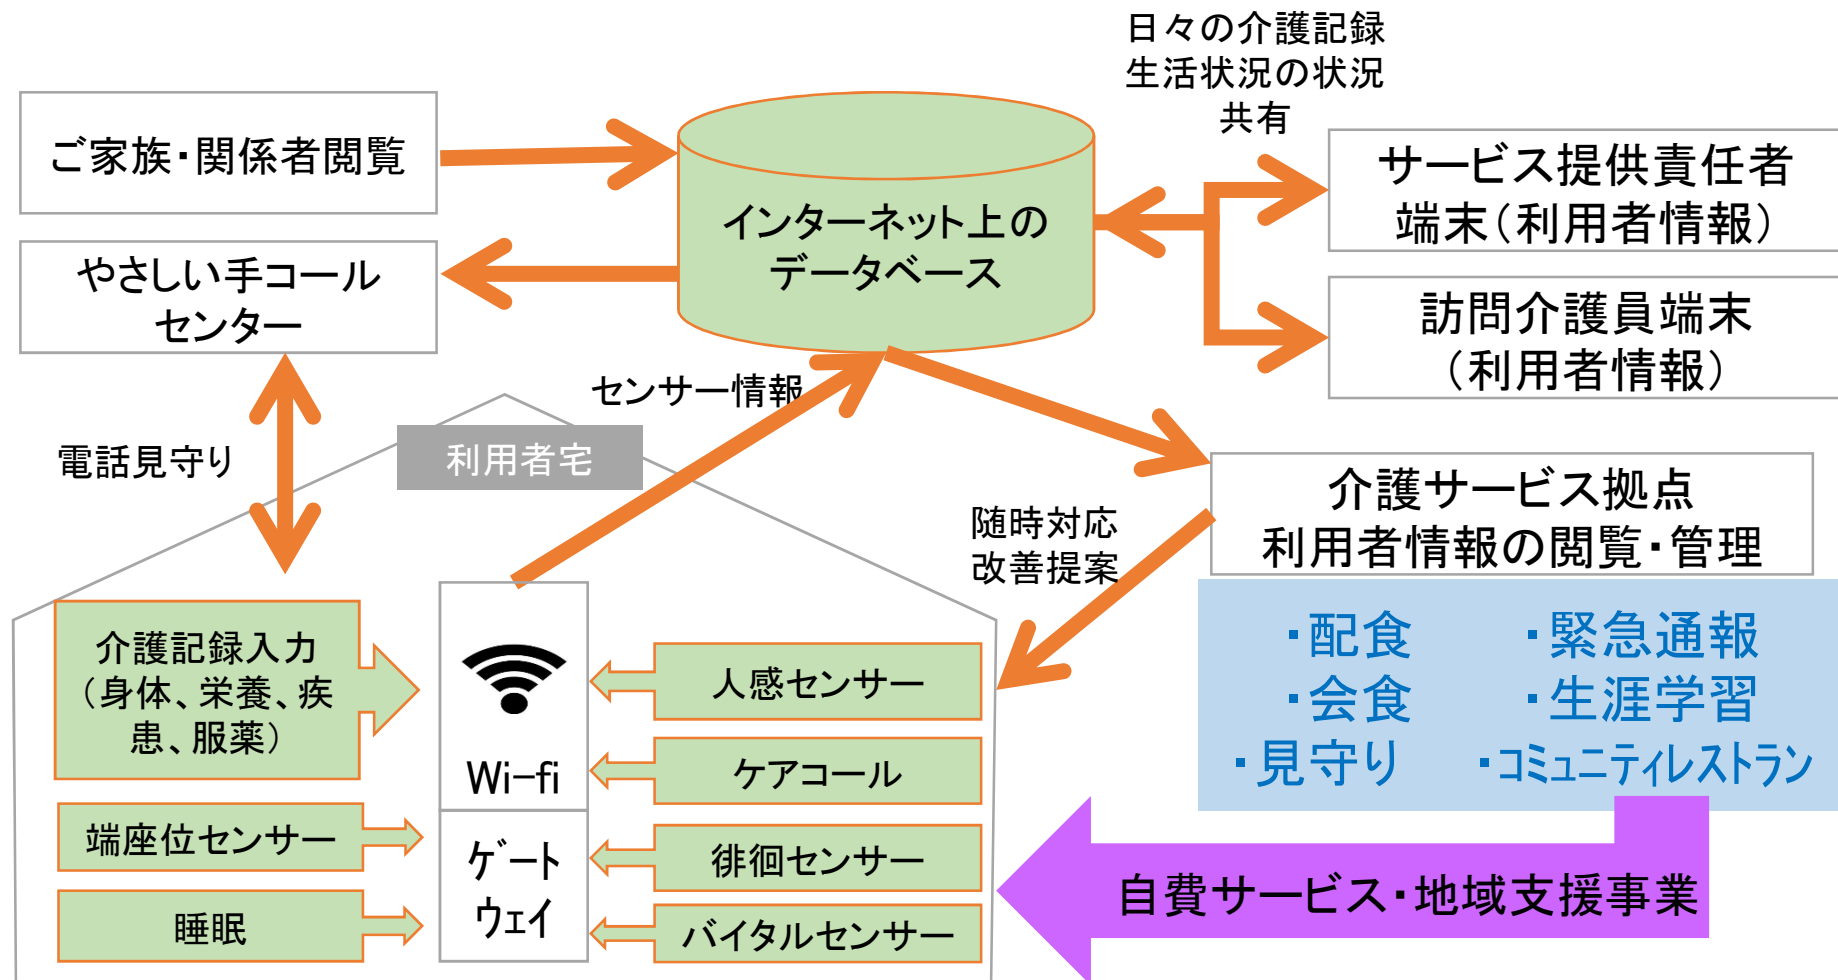 日々の介護記録
生活状況の状況
共有
ご家族・関係者閲覧
インターネット上の
データベース
サービス提供責任者
端末(利用者情報)
やさしい手コール
センター
訪問介護員端末
(利用者情報)
センサー情報
電話見守り
利用者宅
介護サービス拠点
利用者情報の閲覧・管理
随時対応
改善提案
介護記録入力
(身体、栄養、疾
患、服薬)
端座位センサー
睡眠
Wi-fi
ゲート
ウェイ
人感センサー
ケアコール
徘徊センサー
バイタルセンサー
・配食
・緊急通報
・会食
・生涯学習
・見守り
・コミュニティレストラン
自費サービス・地域支援事業